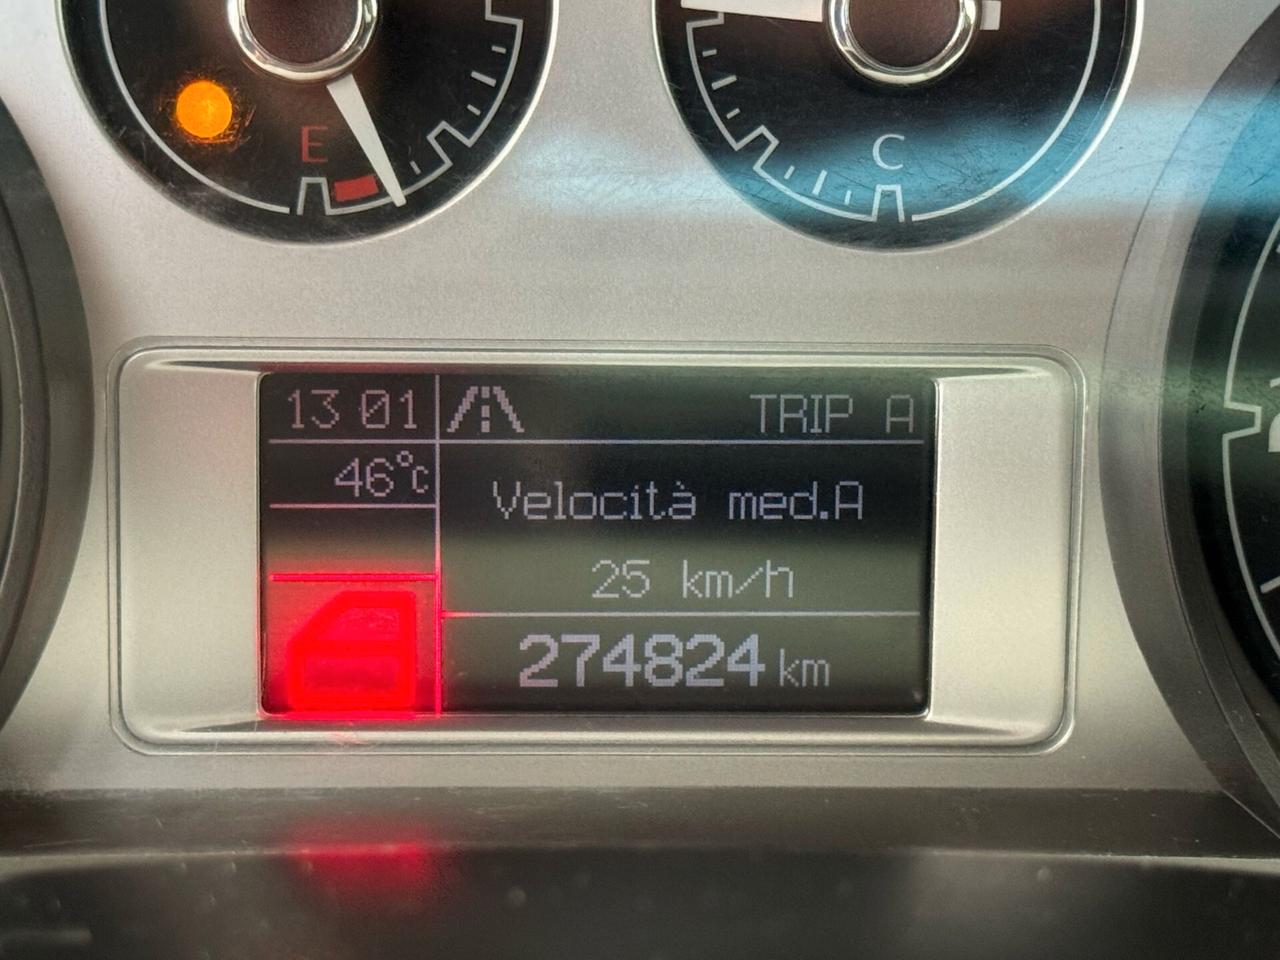 E
C
13 01
TRIP A
46°C
Velocità med.A
25 km/h
274824 km